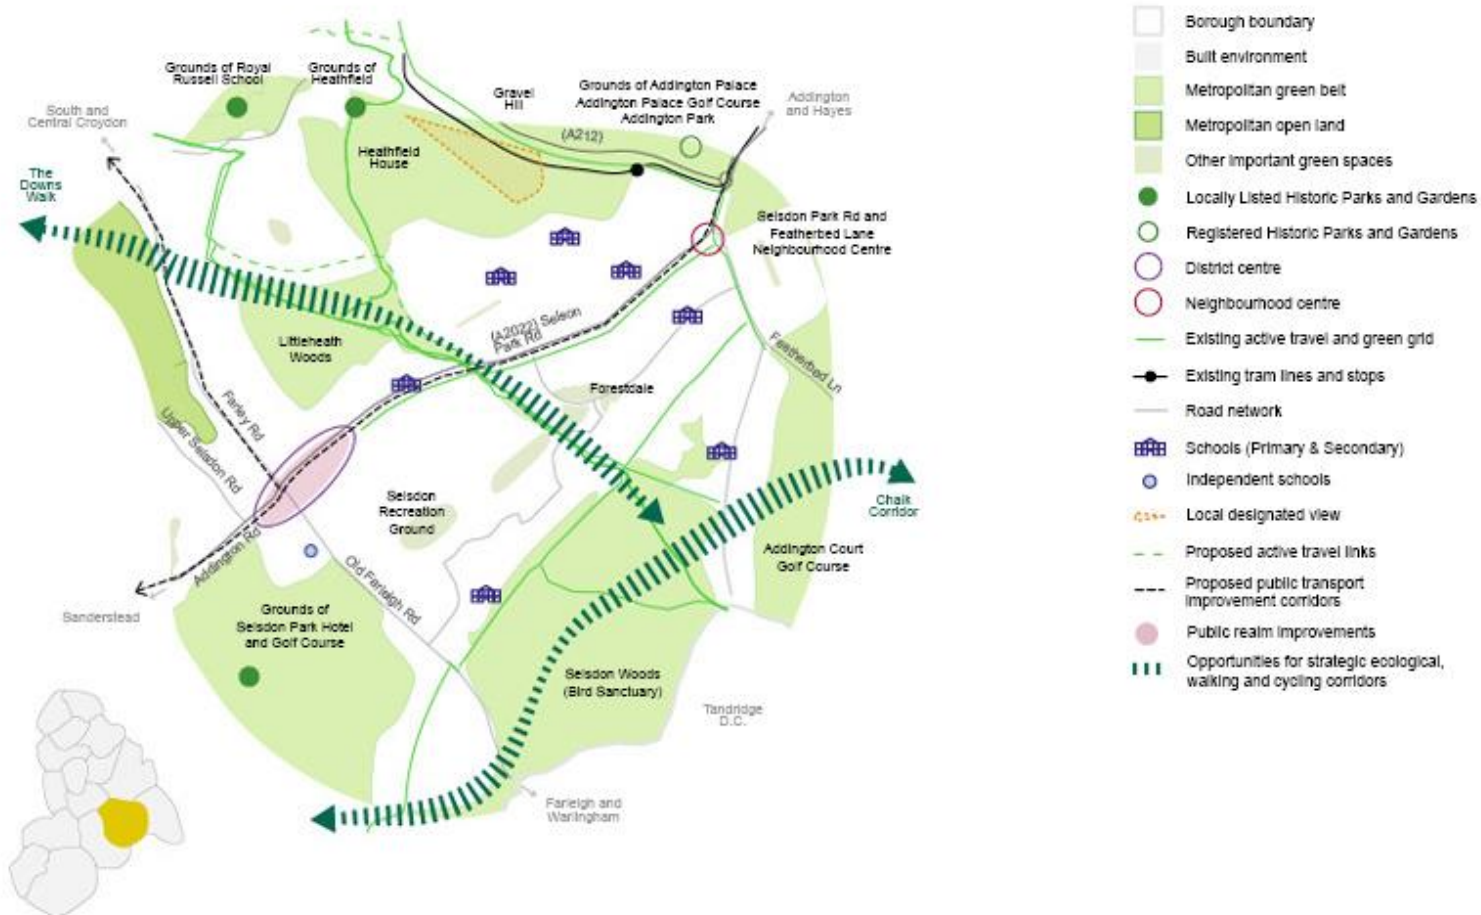 Grounds of Royal
Russell School
Grounds of
Heathfield
Gravel
Hill
Grounds of Addington Palace
Addington Palace Golf Course
Addington Park
Addington
and Hayes
South and
Central Croydon
(A212)
Heathfield
House
The
Downs
Walk
Selsdon Park Rd and
Featherbed Lane
Neighbourhood Centre
(A2022) Selson
Park Rd
Littleheath
Woods
Featherbed Ln
Forestdale
Farley Rd
Upper Selsdon Rd
Selsdon
Recreation
Ground
Chalk
Corridor
Addington Court
Golf Course
Addington Rd
Old Farleigh Rd
Sanderstead
Grounds of
Selsdon Park Hotel
and Golf Course
Selsdon Woods
(Bird Sanctuary)
Tandridge
D.C.
Farleigh and
Warlingham
Borough boundary
Built environment
Metropolitan green belt
Metropolitan open land
Other important green spaces
Locally Listed Historic Parks and Gardens
Registered Historic Parks and Gardens
District centre
Neighbourhood centre
Existing active travel and green grid
Existing tram lines and stops
Road network
Schools (Primary & Secondary)
Independent schools
Local designated view
Proposed active travel links
Proposed public transport
improvement corridors
Public realm improvements
Opportunities for strategic ecological,
walking and cycling corridors